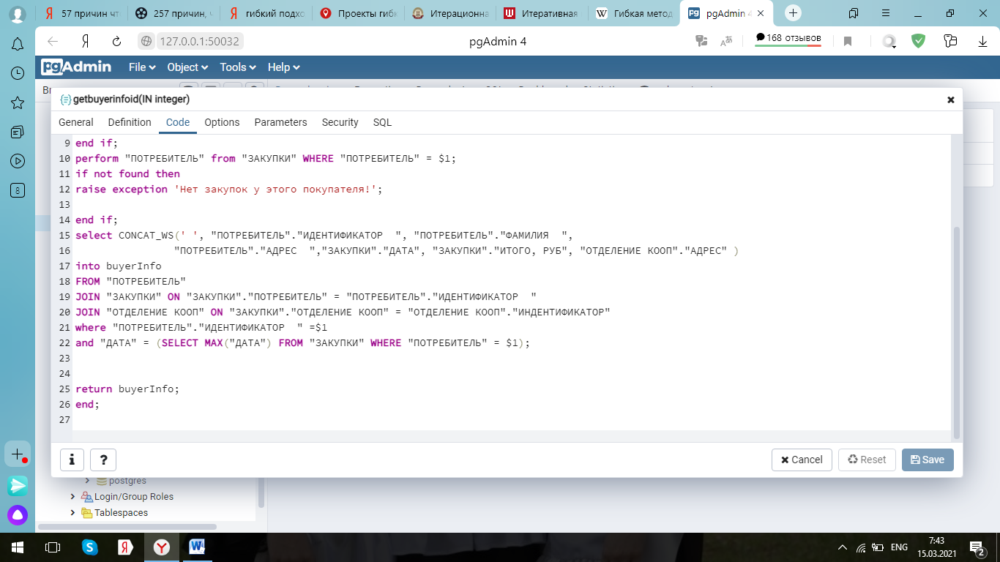 57 причин чт
257 причин, ч
гибкий подхо
Проекты гибк
Итерационна
Итеративная
Гибкая метод
pgAdmin 4
127.0.0.1:50032
pgAdmin 4
168 отзывов
pgAdmin
File
Object
Tools
Help
getbuyerinfoid(IN integer)
General
Definition
Code
Options
Parameters
Security
SQL
9 end if;
10 perform "ПОТРЕБИТЕЛЬ" from "ЗАКУПКИ" WHERE "ПОТРЕБИТЕЛЬ" = $1;
11 if not found then
12 raise exception 'Нет закупок у этого покупателя!';
13
14 end if;
15 select CONCAT_WS(' ', "ПОТРЕБИТЕЛЬ"."ИДЕНТИФИКАТОР  ", "ПОТРЕБИТЕЛЬ"."ФАМИЛИЯ  ",
16 "ПОТРЕБИТЕЛЬ"."АДРЕС  ","ЗАКУПКИ"."ДАТА", "ЗАКУПКИ"."ИТОГО, РУБ", "ОТДЕЛЕНИЕ КООП"."АДРЕС" )
17 into buyerInfo
18 FROM "ПОТРЕБИТЕЛЬ"
19 JOIN "ЗАКУПКИ" ON "ЗАКУПКИ"."ПОТРЕБИТЕЛЬ" = "ПОТРЕБИТЕЛЬ"."ИДЕНТИФИКАТОР  "
20 JOIN "ОТДЕЛЕНИЕ КООП" ON "ЗАКУПКИ"."ОТДЕЛЕНИЕ КООП" = "ОТДЕЛЕНИЕ КООП"."ИНДЕНТИФИКАТОР"
21 where "ПОТРЕБИТЕЛЬ"."ИДЕНТИФИКАТОР  " =$1
22 and "ДАТА" = (SELECT MAX("ДАТА") FROM "ЗАКУПКИ" WHERE "ПОТРЕБИТЕЛЬ" = $1);
23
24
25 return buyerInfo;
26 end;
27
Cancel
Reset
Save
postgres
Login/Group Roles
Tablespaces
ENG
7:43
15.03.2021
2